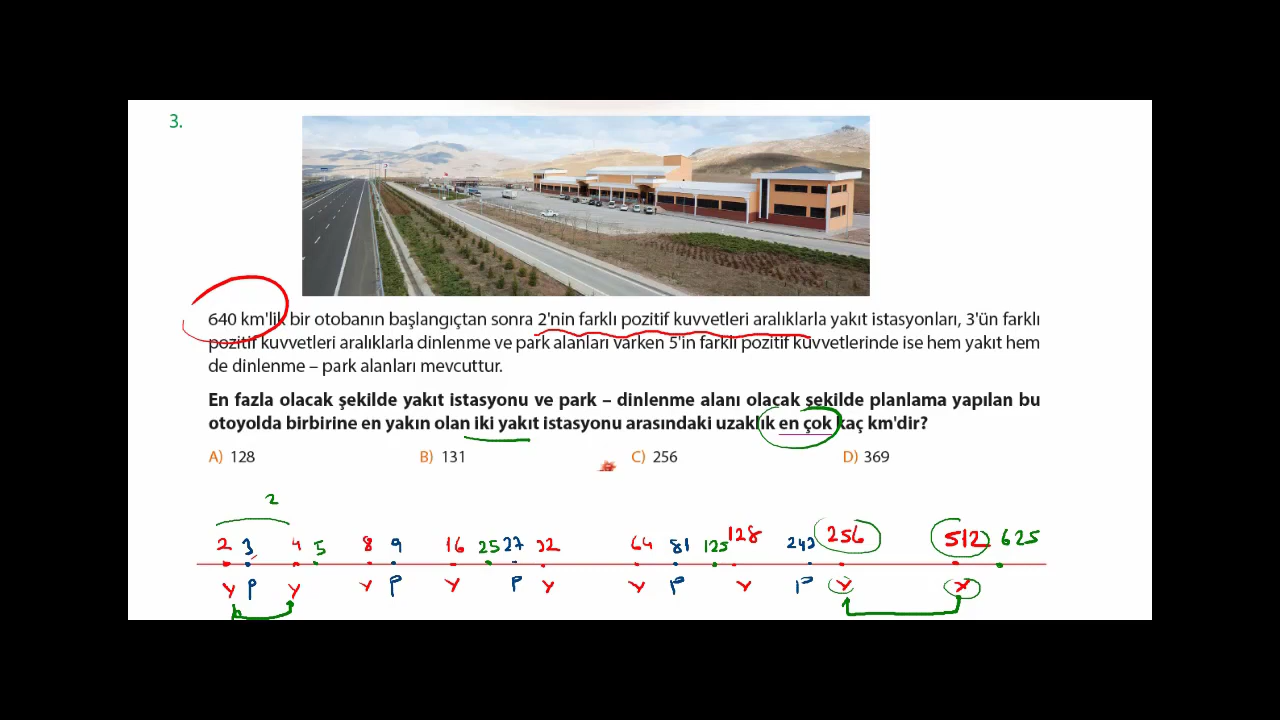 3.
640 km'lik bir otobanın başlangıçtan sonra 2'nin farklı pozitif kuvvetleri aralıklarla yakıt istasyonları, 3'ün farklı
pozitif kuvvetleri aralıklarla dinlenme ve park alanları varken 5'in farklı pozitif kuvvetlerinde ise hem yakıt hem
de dinlenme – park alanları mevcuttur.
En fazla olacak şekilde yakıt istasyonu ve park – dinlenme alanı olacak şekilde planlama yapılan bu
otoyolda birbirine en yakın olan iki yakıt istasyonu arasındaki uzaklık en çok kaç km'dir?
A) 128 B) 131 C) 256 D) 369
2
2 3 4 5 8 9 16 25 27 32 64 81 125 128 243 256 512 625
Y P Y Y P Y P Y Y P Y P Y Y